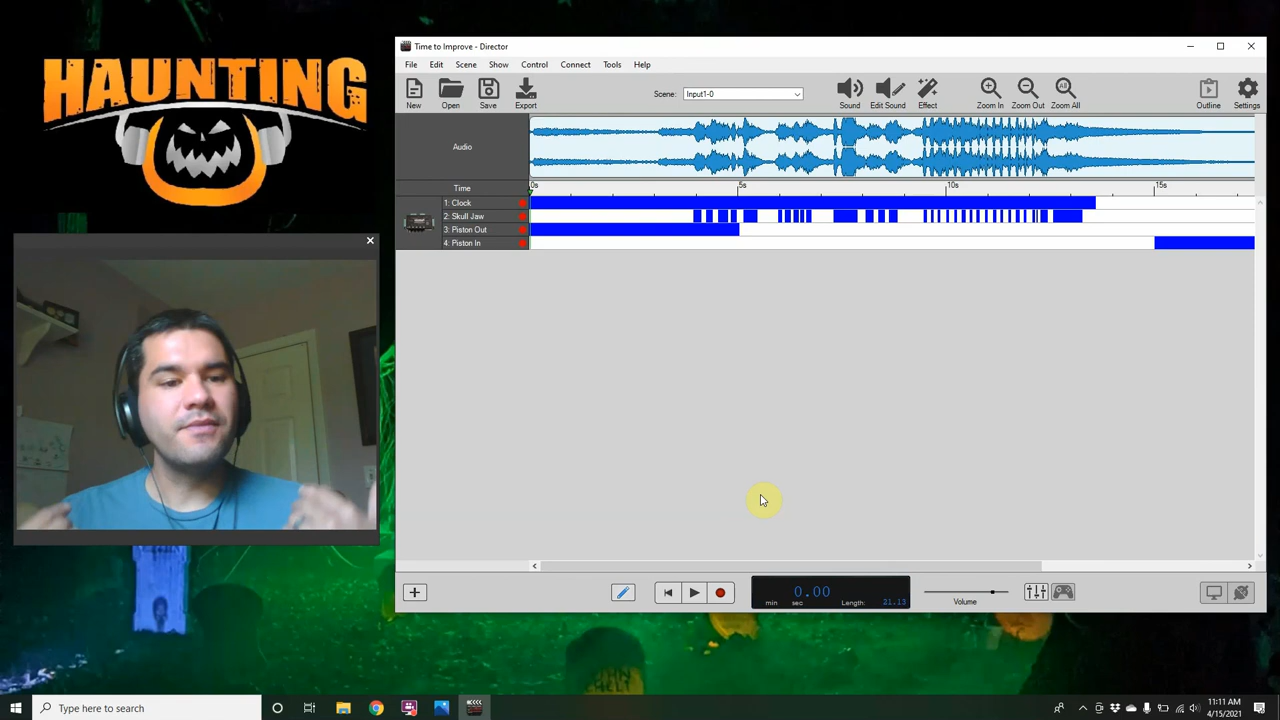 HAUNTING
Time to Improve - Director
File Edit Scene Show Control Connect Tools Help
New Open Save Export Scene: Input1-0 Sound Edit Sound Effect Zoom In Zoom Out Zoom All Outline Settings
Audio
Time 0s 5s 10s 15s
1: Clock
2: Skull Jaw
3: Piston Out
4: Piston In
0.00
min sec Length: 21.13
Volume
Type here to search
11:11 AM
4/15/2021